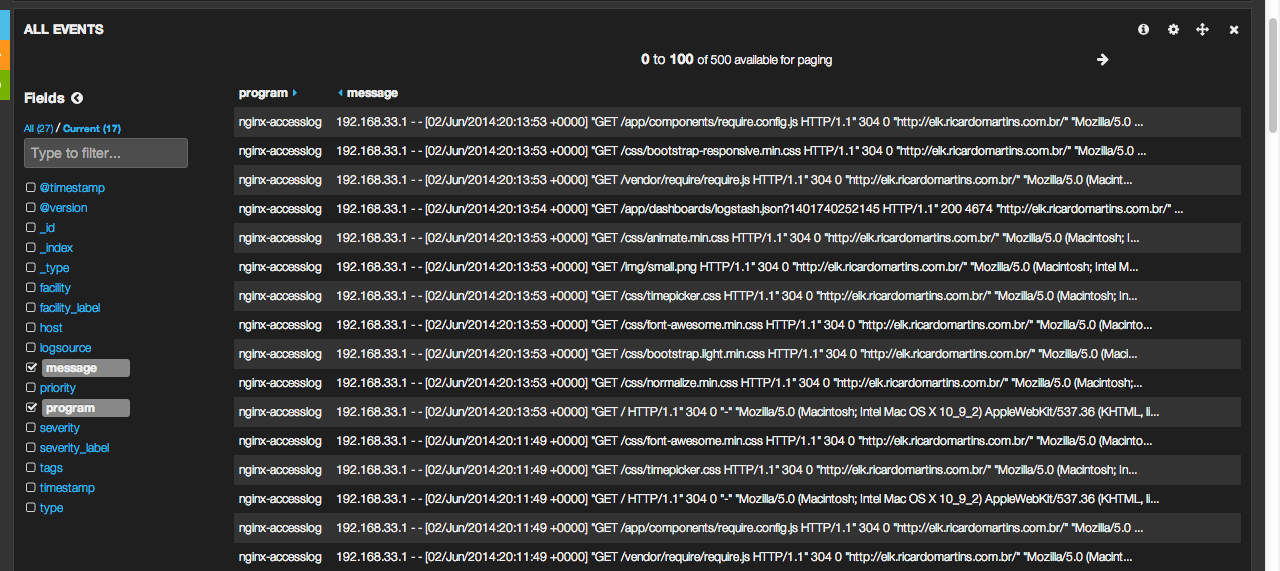 ALL EVENTS
0 to 100 of 500 available for paging
Fields
All (27) / Current (17)
Type to filter...
@timestamp
@version
_id
_index
_type
facility
facility_label
host
logsource
message
priority
program
severity
severity_label
tags
timestamp
type
program message
nginx-accesslog 192.168.33.1 - - [02/Jun/2014:20:13:53 +0000] "GET /app/components/require.config.js HTTP/1.1" 304 0 "http://elk.ricardomartins.com.br/" "Mozilla/5.0 ...
nginx-accesslog 192.168.33.1 - - [02/Jun/2014:20:13:53 +0000] "GET /css/bootstrap-responsive.min.css HTTP/1.1" 304 0 "http://elk.ricardomartins.com.br/" "Mozilla/5.0 ...
nginx-accesslog 192.168.33.1 - - [02/Jun/2014:20:13:53 +0000] "GET /vendor/require/require.js HTTP/1.1" 304 0 "http://elk.ricardomartins.com.br/" "Mozilla/5.0 (Macint...
nginx-accesslog 192.168.33.1 - - [02/Jun/2014:20:13:54 +0000] "GET /app/dashboards/logstash.json?1401740252145 HTTP/1.1" 200 4674 "http://elk.ricardomartins.com.br/" ...
nginx-accesslog 192.168.33.1 - - [02/Jun/2014:20:13:53 +0000] "GET /css/animate.min.css HTTP/1.1" 304 0 "http://elk.ricardomartins.com.br/" "Mozilla/5.0 (Macintosh; I...
nginx-accesslog 192.168.33.1 - - [02/Jun/2014:20:13:53 +0000] "GET /img/small.png HTTP/1.1" 304 0 "http://elk.ricardomartins.com.br/" "Mozilla/5.0 (Macintosh; Intel M...
nginx-accesslog 192.168.33.1 - - [02/Jun/2014:20:13:53 +0000] "GET /css/timepicker.css HTTP/1.1" 304 0 "http://elk.ricardomartins.com.br/" "Mozilla/5.0 (Macintosh; In...
nginx-accesslog 192.168.33.1 - - [02/Jun/2014:20:13:53 +0000] "GET /css/font-awesome.min.css HTTP/1.1" 304 0 "http://elk.ricardomartins.com.br/" "Mozilla/5.0 (Macinto...
nginx-accesslog 192.168.33.1 - - [02/Jun/2014:20:13:53 +0000] "GET /css/bootstrap.light.min.css HTTP/1.1" 304 0 "http://elk.ricardomartins.com.br/" "Mozilla/5.0 (Maci...
nginx-accesslog 192.168.33.1 - - [02/Jun/2014:20:13:53 +0000] "GET /css/normalize.min.css HTTP/1.1" 304 0 "http://elk.ricardomartins.com.br/" "Mozilla/5.0 (Macintosh;...
nginx-accesslog 192.168.33.1 - - [02/Jun/2014:20:13:53 +0000] "GET / HTTP/1.1" 304 0 "-" "Mozilla/5.0 (Macintosh; Intel Mac OS X 10_9_2) AppleWebKit/537.36 (KHTML, li...
nginx-accesslog 192.168.33.1 - - [02/Jun/2014:20:11:49 +0000] "GET /css/font-awesome.min.css HTTP/1.1" 304 0 "http://elk.ricardomartins.com.br/" "Mozilla/5.0 (Macinto...
nginx-accesslog 192.168.33.1 - - [02/Jun/2014:20:11:49 +0000] "GET /css/timepicker.css HTTP/1.1" 304 0 "http://elk.ricardomartins.com.br/" "Mozilla/5.0 (Macintosh; In...
nginx-accesslog 192.168.33.1 - - [02/Jun/2014:20:11:49 +0000] "GET / HTTP/1.1" 304 0 "-" "Mozilla/5.0 (Macintosh; Intel Mac OS X 10_9_2) AppleWebKit/537.36 (KHTML, li...
nginx-accesslog 192.168.33.1 - - [02/Jun/2014:20:11:49 +0000] "GET /app/components/require.config.js HTTP/1.1" 304 0 "http://elk.ricardomartins.com.br/" "Mozilla/5.0 ...
nginx-accesslog 192.168.33.1 - - [02/Jun/2014:20:11:49 +0000] "GET /vendor/require/require.js HTTP/1.1" 304 0 "http://elk.ricardomartins.com.br/" "Mozilla/5.0 (Macint...